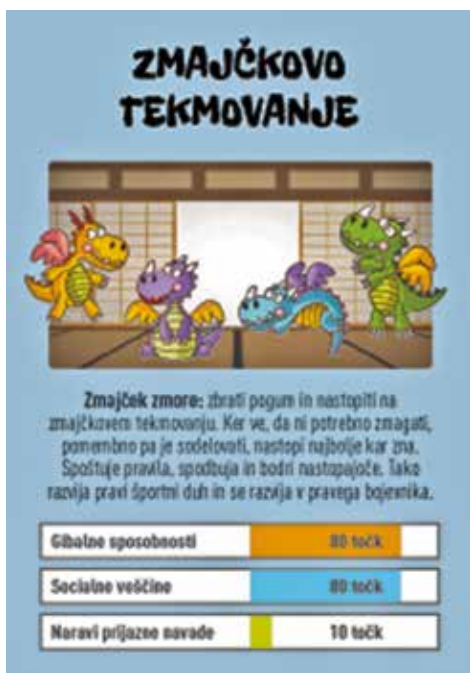 ZMAJČKOVO
TEKMOVANJE
Zmajček zmore: zbrati pogum in nastopiti na
zmajčkovem tekmovanju. Ker ve, da ni potrebno zmagati,
pomembno pa je sodelovati, nastopi najbolje kar zna.
Spoštuje pravila, spodbuja in bodri nastopajoče. Tako
razvija pravi športni duh in se razvija v pravega bojevnika.
Gibalne sposobnosti 80 točk
Socialne veščine 80 točk
Naravi prijazne navade 10 točk